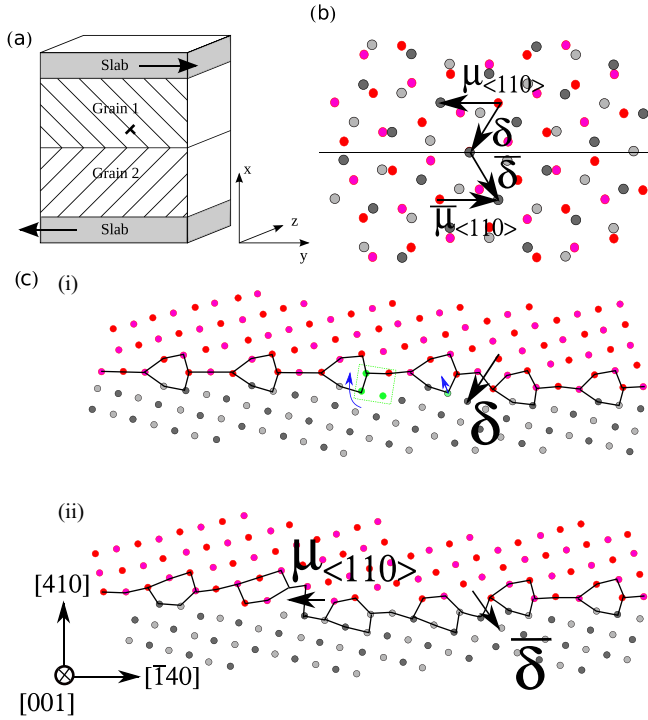 (a)
Slab
Grain 1
Grain 2
Slab
x
z
y
(b)
μ<110>
δ
δ̅
μ̅<110>
(c)
(i)
δ
(ii)
μ<110>
δ̅
[410]
[1̅40]
[001]